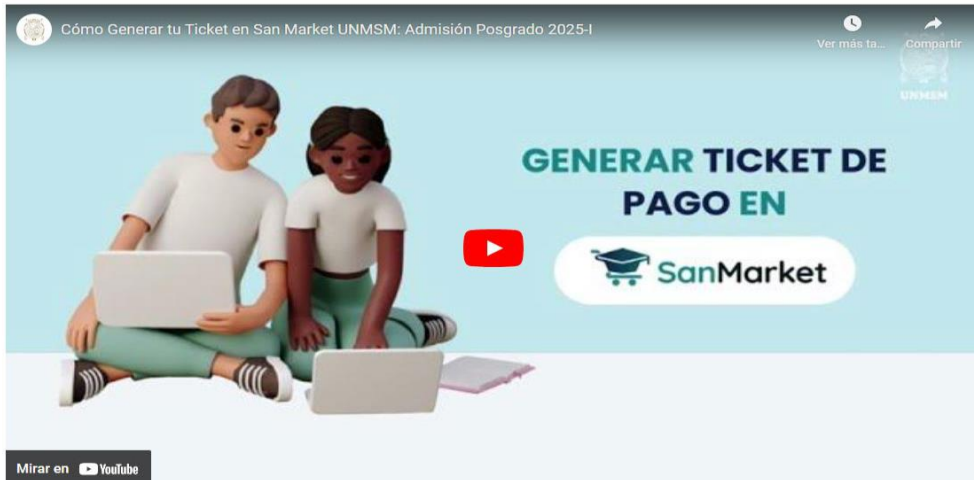 Cómo Generar tu Ticket en San Market UNMSM: Admisión Posgrado 2025-I
Ver más ta...
Compartir
UNMSM
GENERAR TICKET DE
PAGO EN
SanMarket
Mirar en YouTube